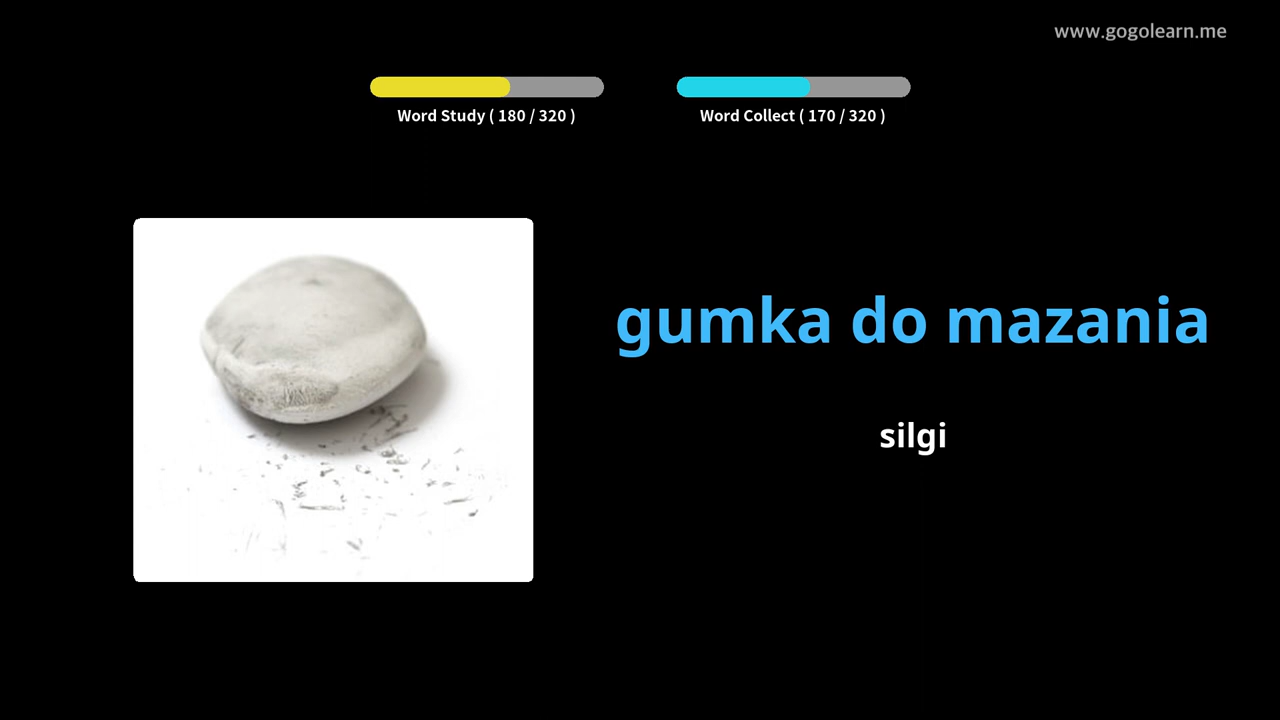 www.gogolearn.me
Word Study ( 180 / 320 )
Word Collect ( 170 / 320 )
gumka do mazania
silgi